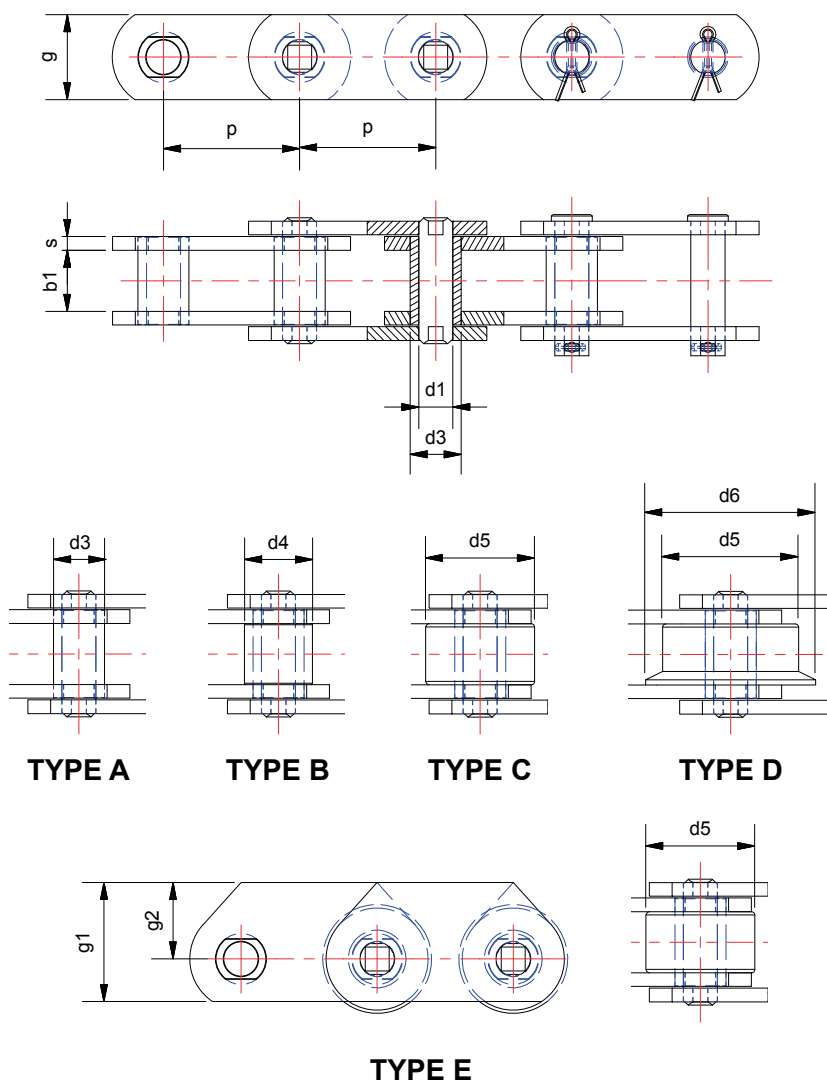 g
p
p
s
b1
d1
d3
d6
d3
d4
d5
d5
TYPE A
TYPE B
TYPE C
TYPE D
d5
g1
g2
TYPE E